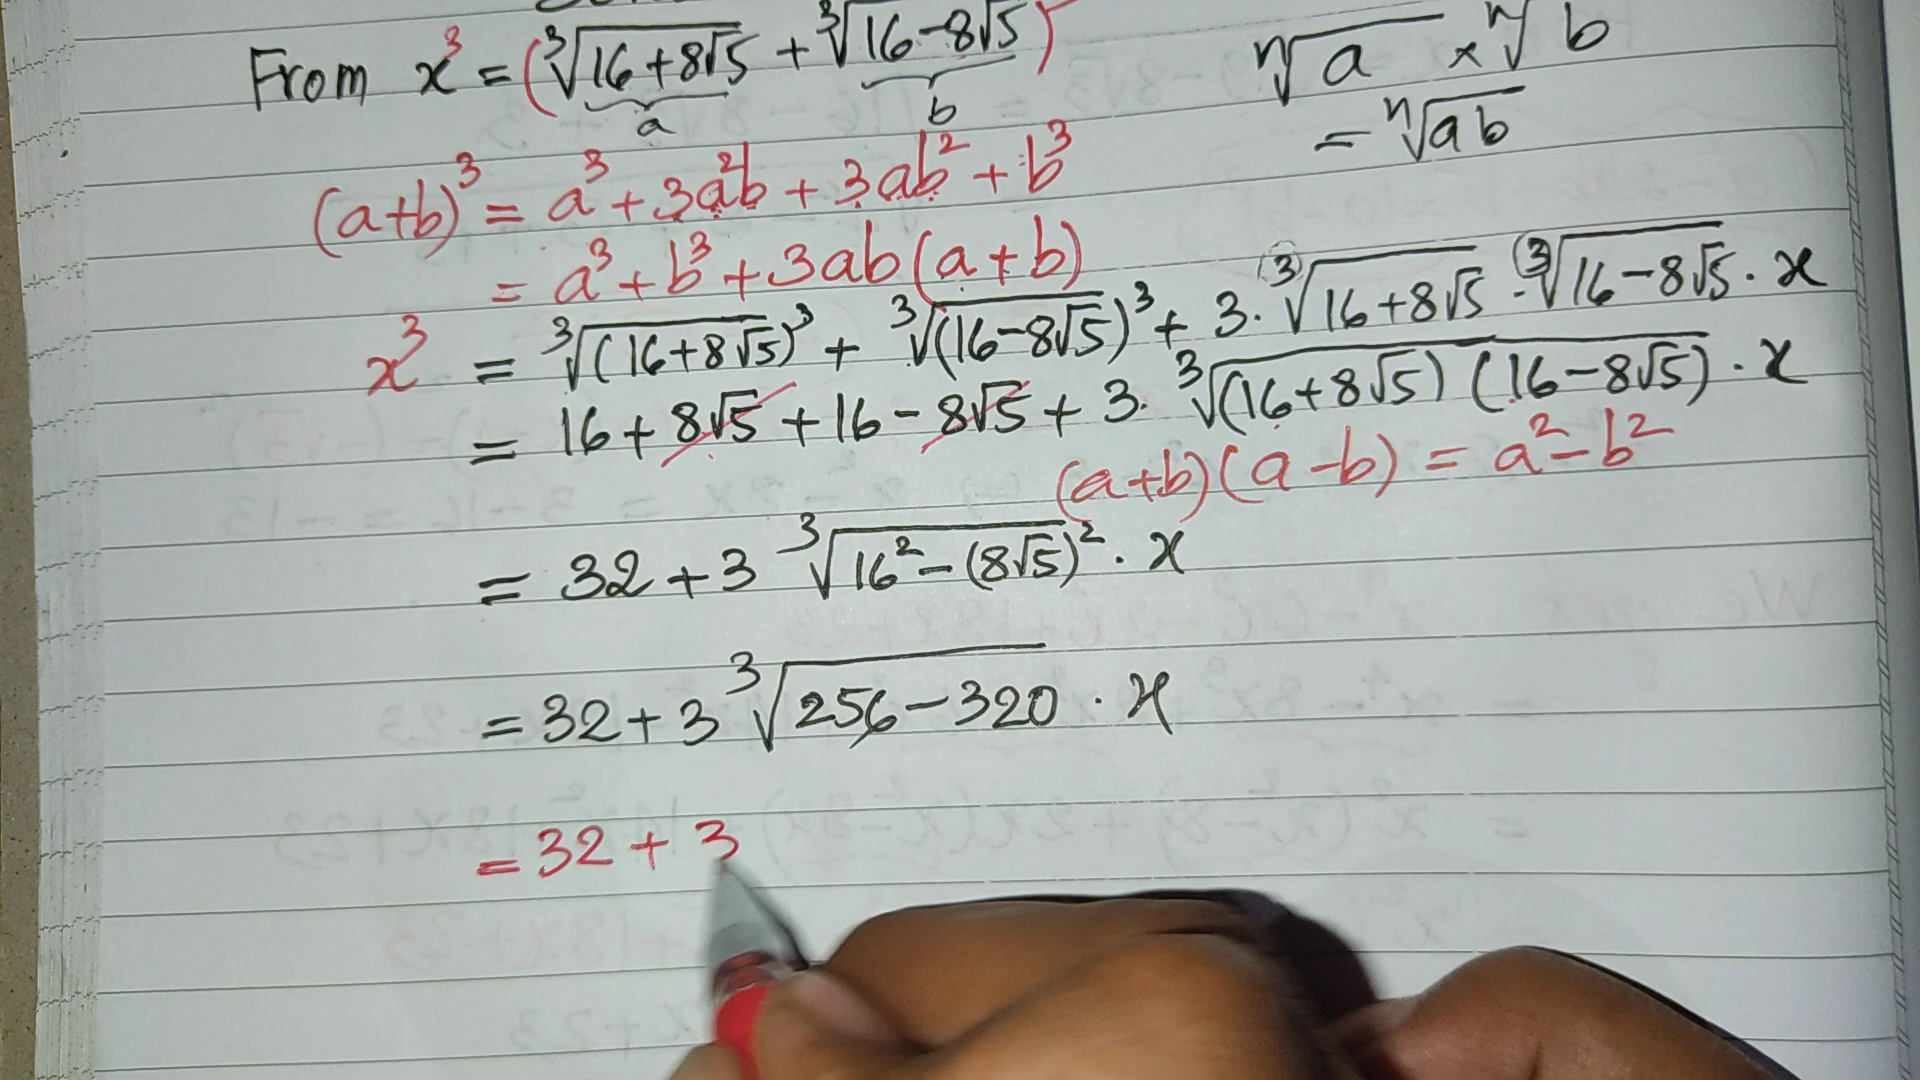 From x³ = (∛(16+8√5) + ∛(16-8√5))
a b
ⁿ√a × ⁿ√b
= ⁿ√ab
(a+b)³ = a³ + 3a²b + 3ab² + b³
= a³ + b³ + 3ab(a+b)
x³ = ∛(16+8√5)³ + ∛(16-8√5)³ + 3·∛(16+8√5)·∛(16-8√5)·x
= 16+8√5 + 16-8√5 + 3·∛((16+8√5)(16-8√5))·x
(a+b)(a-b) = a²-b²
= 32+3 ∛(16²-(8√5)²)·x
= 32+3 ∛(256-320)·x
= 32+3